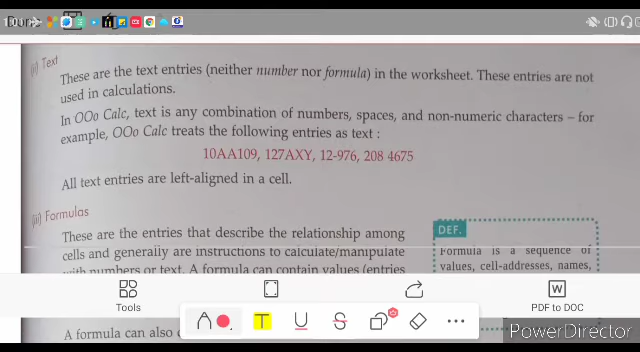 (ii) Text
These are the text entries (neither number nor formula) in the worksheet. These entries are not
used in calculations.
In OOo Calc, text is any combination of numbers, spaces, and non-numeric characters – for
example, OOo Calc treats the following entries as text :
10AA109, 127AXY, 12-976, 208 4675
All text entries are left-aligned in a cell.
(iii) Formulas
These are the entries that describe the relationship among
cells and generally are instructions to calculate/manipulate
with numbers or text. A formula can contain values (entries
DEF.
Formula is a sequence of
values, cell-addresses, names,
Tools
W
PDF to DOC
T
U
S
A formula can also
PowerDirector